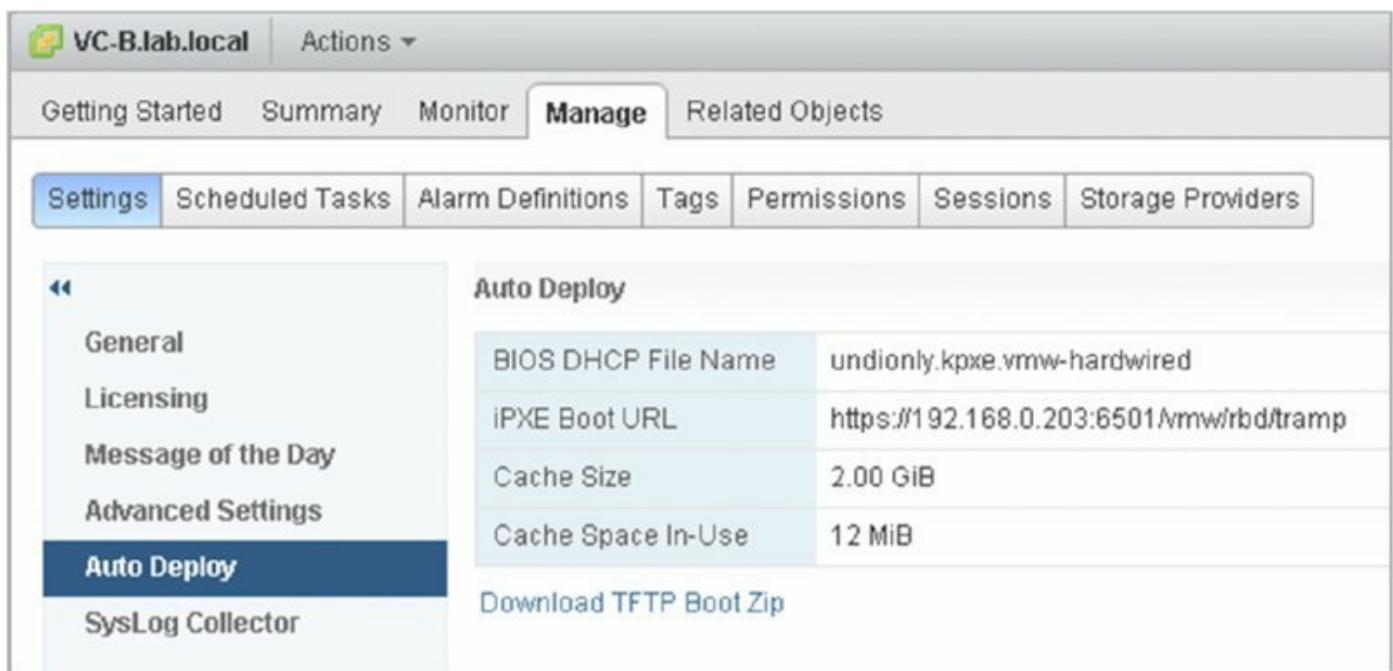 VC-B.lab.local Actions
Getting Started Summary Monitor Manage Related Objects
Settings Scheduled Tasks Alarm Definitions Tags Permissions Sessions Storage Providers
Auto Deploy
General
Licensing
Message of the Day
Advanced Settings
Auto Deploy
SysLog Collector
BIOS DHCP File Name undionly.kpxe.vmw-hardwired
iPXE Boot URL https://192.168.0.203:6501/vmw/rbd/tramp
Cache Size 2.00 GiB
Cache Space In-Use 12 MiB
Download TFTP Boot Zip